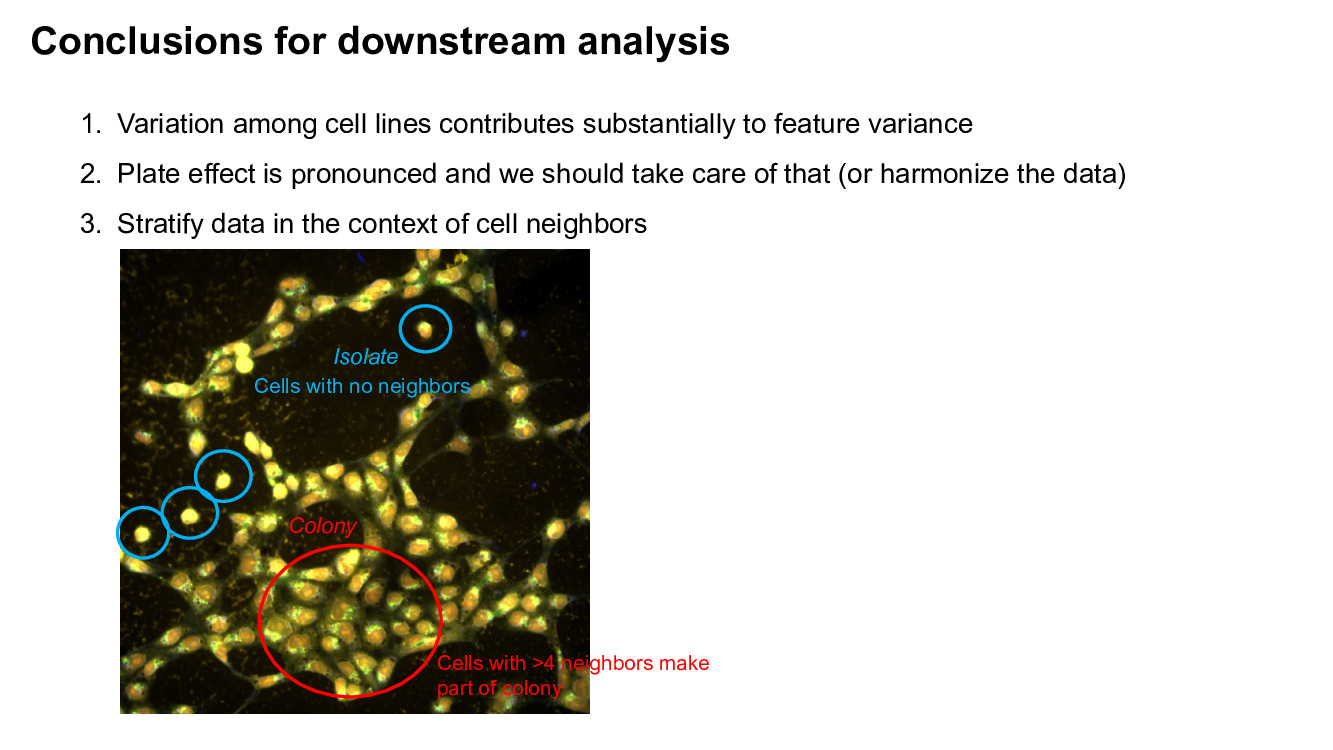 Conclusions for downstream analysis
1. Variation among cell lines contributes substantially to feature variance
2. Plate effect is pronounced and we should take care of that (or harmonize the data)
3. Stratify data in the context of cell neighbors
Isolate
Cells with no neighbors
Colony
Cells with >4 neighbors make
part of colony